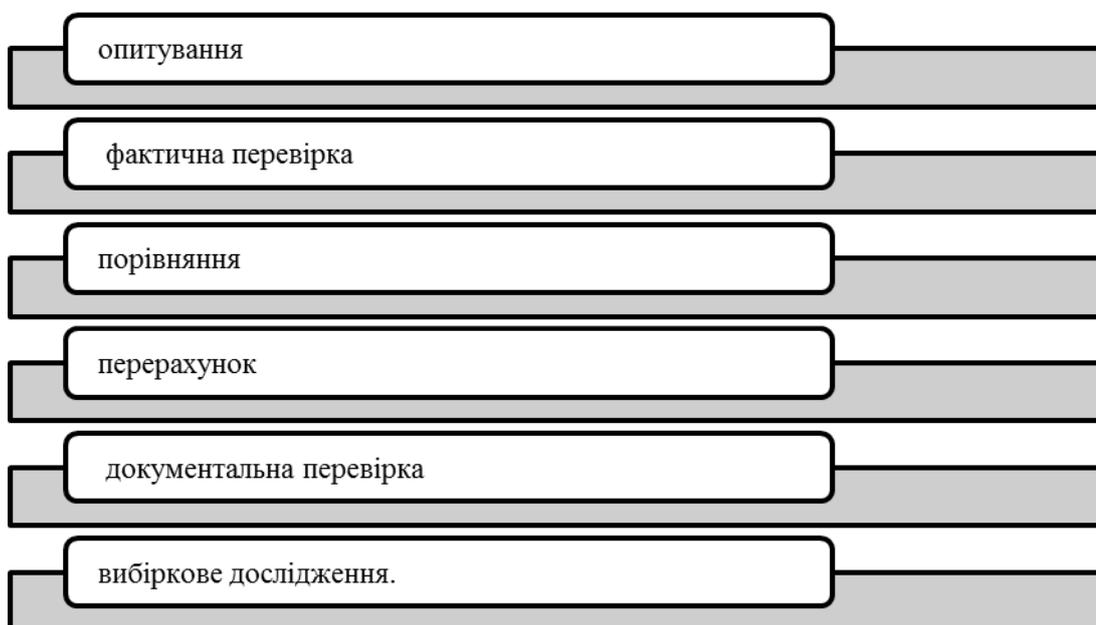 опитування
фактична перевірка
порівняння
перерахунок
документальна перевірка
вибіркове дослідження.